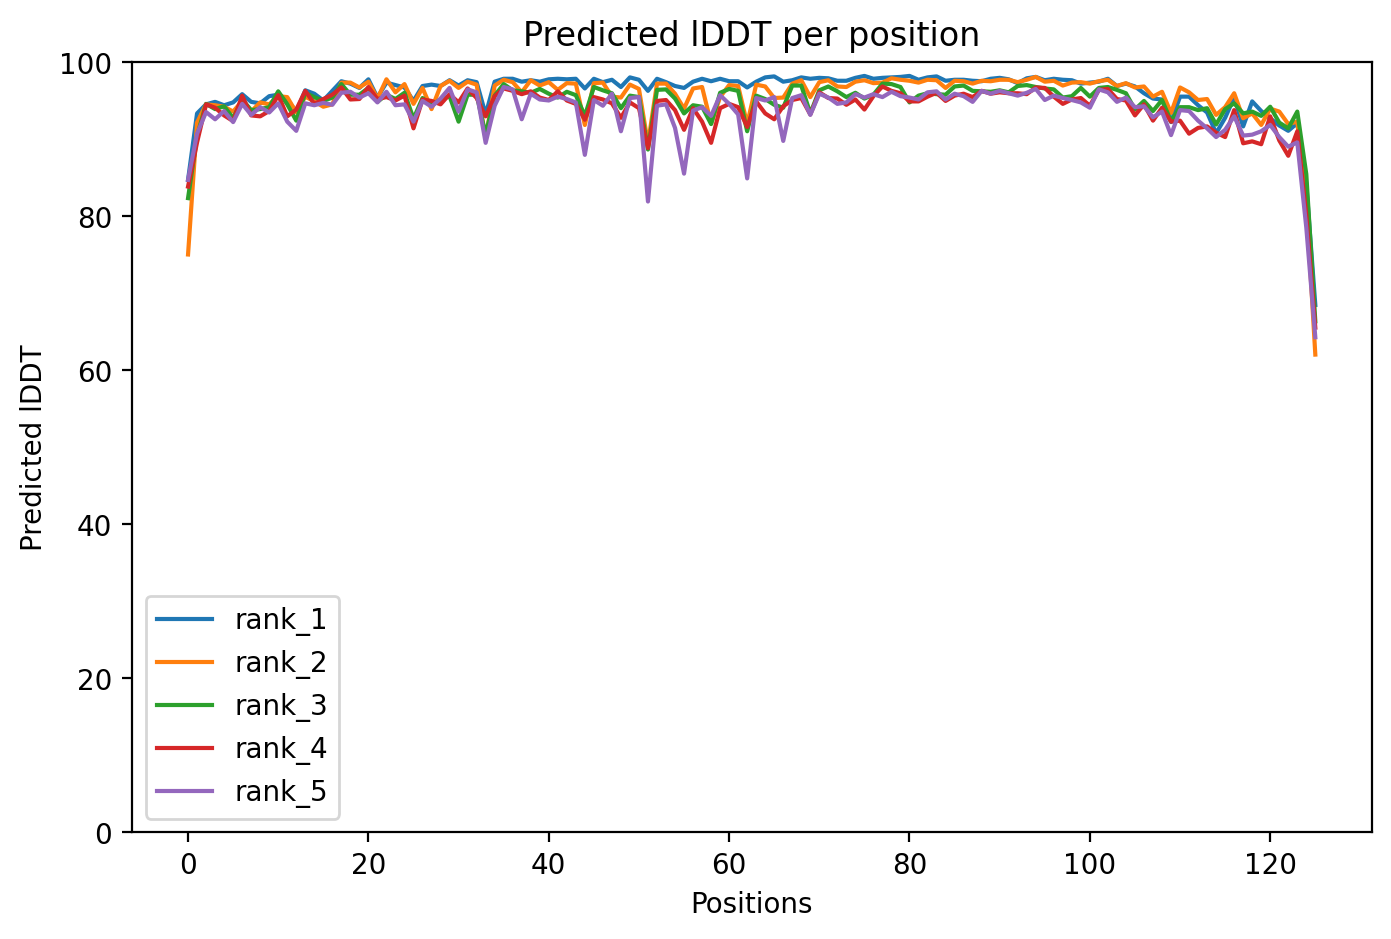 Predicted lDDT per position
100
80
60
40
20
0
Predicted lDDT
rank_1
rank_2
rank_3
rank_4
rank_5
0 20 40 60 80 100 120
Positions